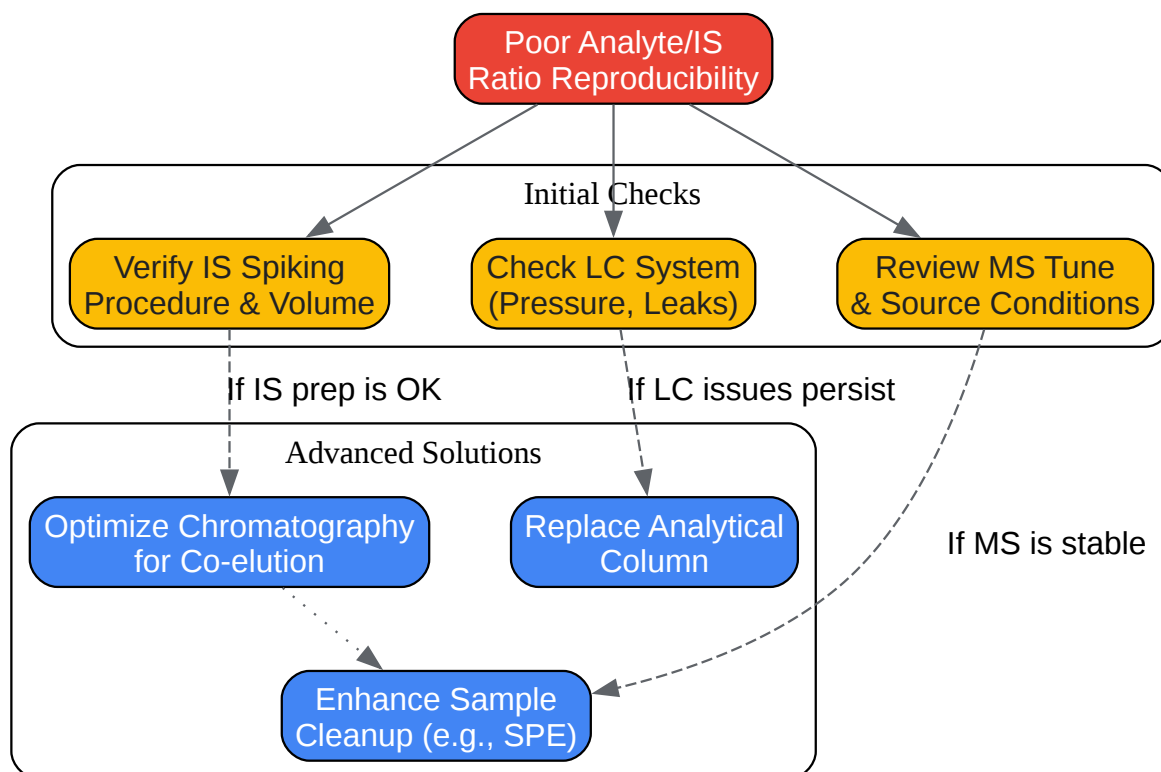 Poor Analyte/IS
Ratio Reproducibility
Initial Checks
Verify IS Spiking
Procedure & Volume
Check LC System
(Pressure, Leaks)
Review MS Tune
& Source Conditions
If IS prep is OK
If LC issues persist
Advanced Solutions
Optimize Chromatography
for Co-elution
Replace Analytical
Column
If MS is stable
Enhance Sample
Cleanup (e.g., SPE)